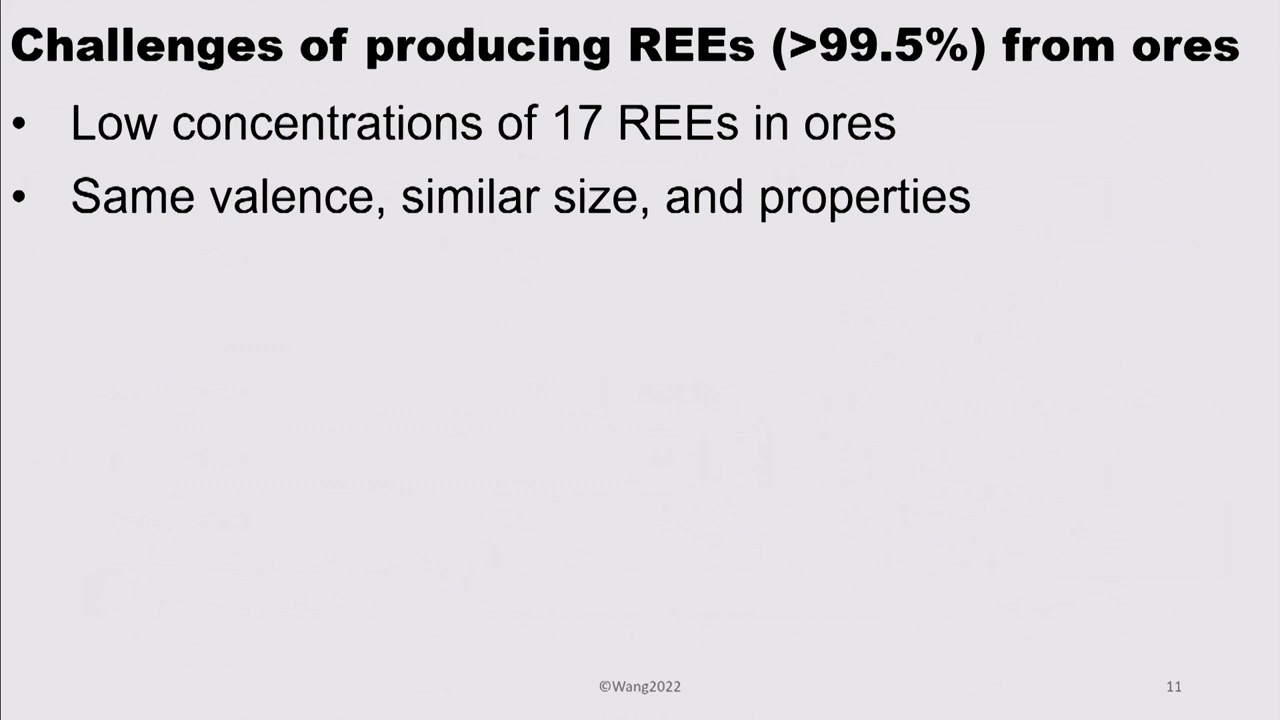 Challenges of producing REEs (>99.5%) from ores
• Low concentrations of 17 REEs in ores
• Same valence, similar size, and properties
©Wang2022
11